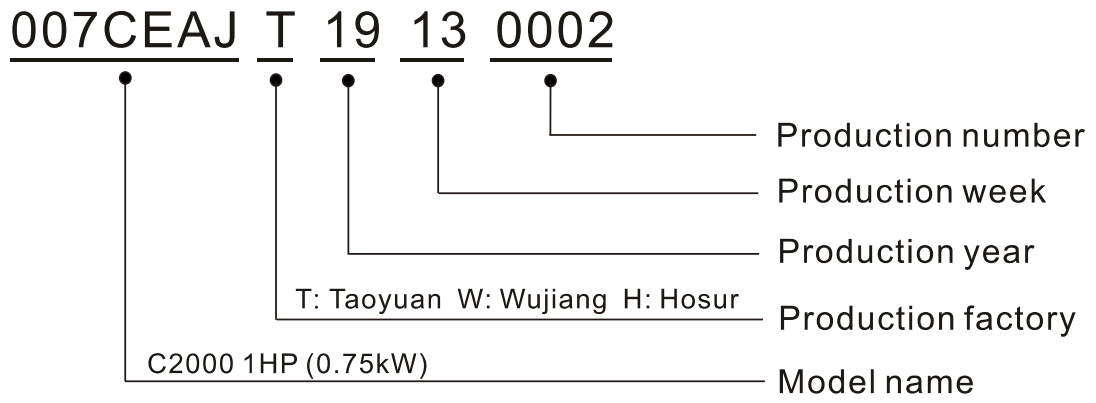 007CEAJ T 19 13 0002
Production number
Production week
Production year
T: Taoyuan W: Wujiang H: Hosur
Production factory
C2000 1HP (0.75kW)
Model name